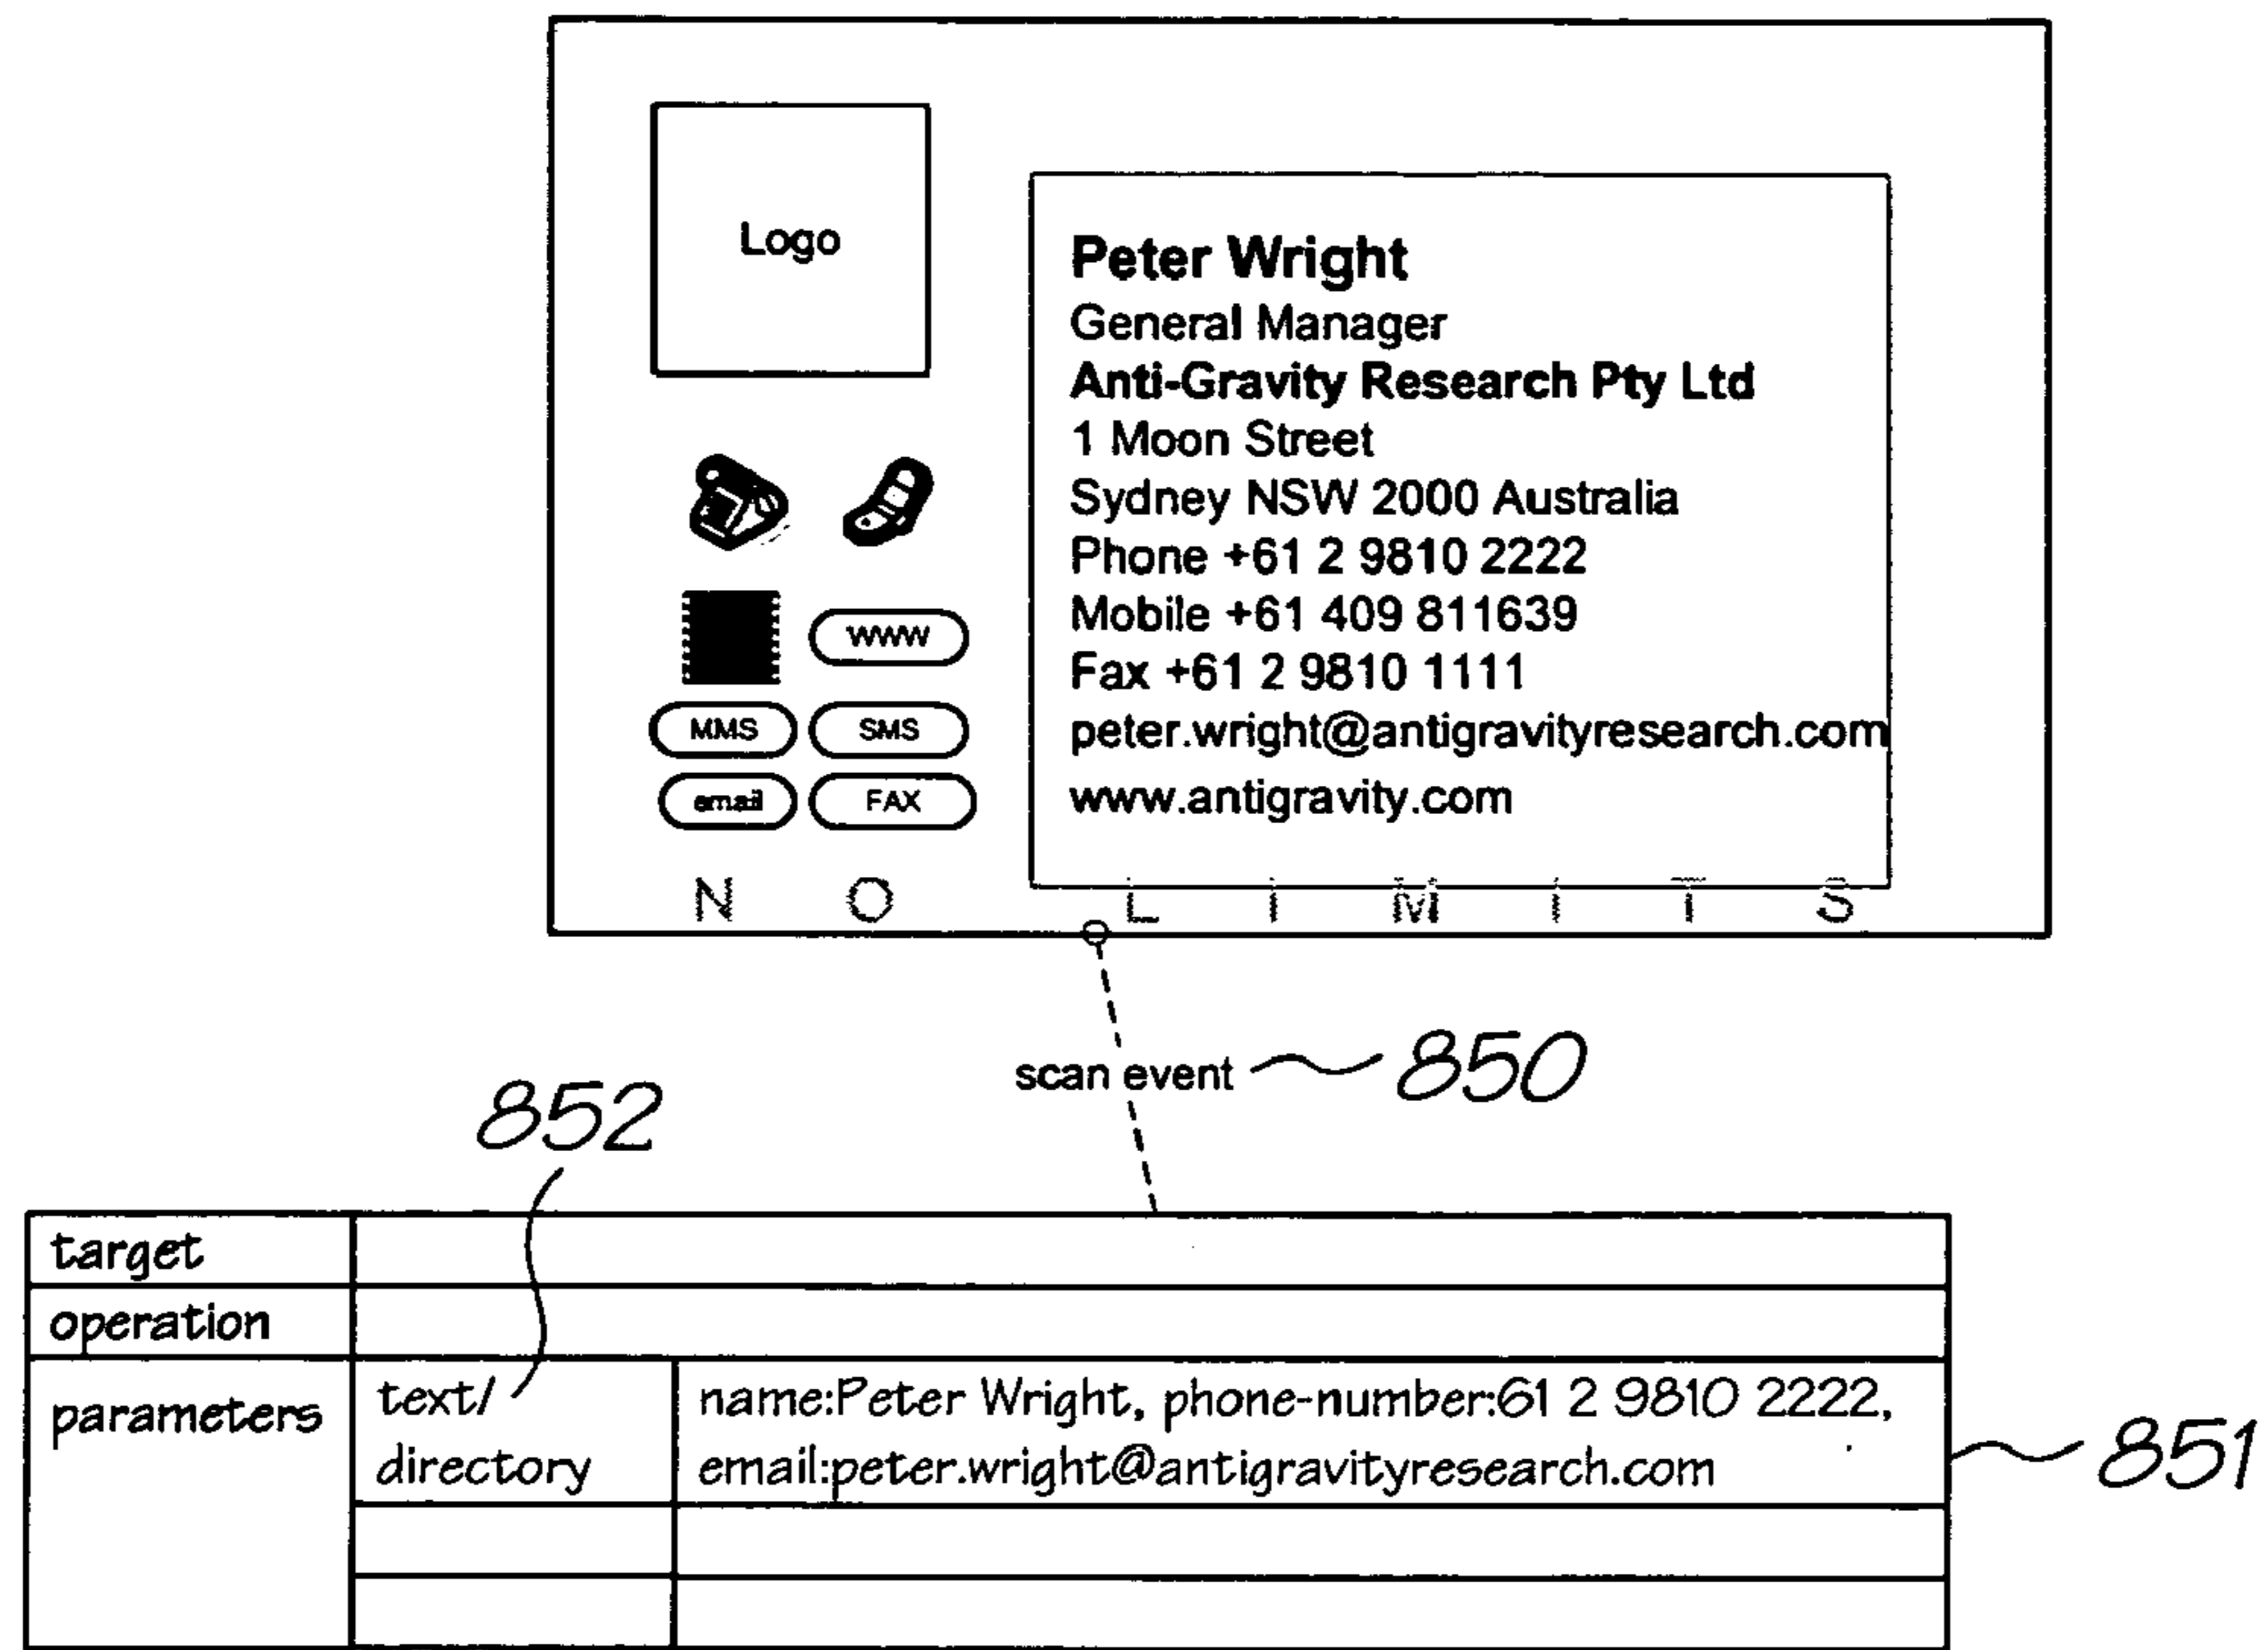 Logo
Peter Wright
General Manager
Anti-Gravity Research Pty Ltd
1 Moon Street
Sydney NSW 2000 Australia
Phone +61 2 9810 2222
Mobile +61 409 811639
Fax +61 2 9810 1111
peter.wright@antigravityresearch.com
www.antigravity.com
WWW
MMS SMS
email FAX
N O L I M I T S
scan event 850
852
target
operation
parameters text/ name:Peter Wright, phone-number:61 2 9810 2222,
directory email:peter.wright@antigravityresearch.com
851